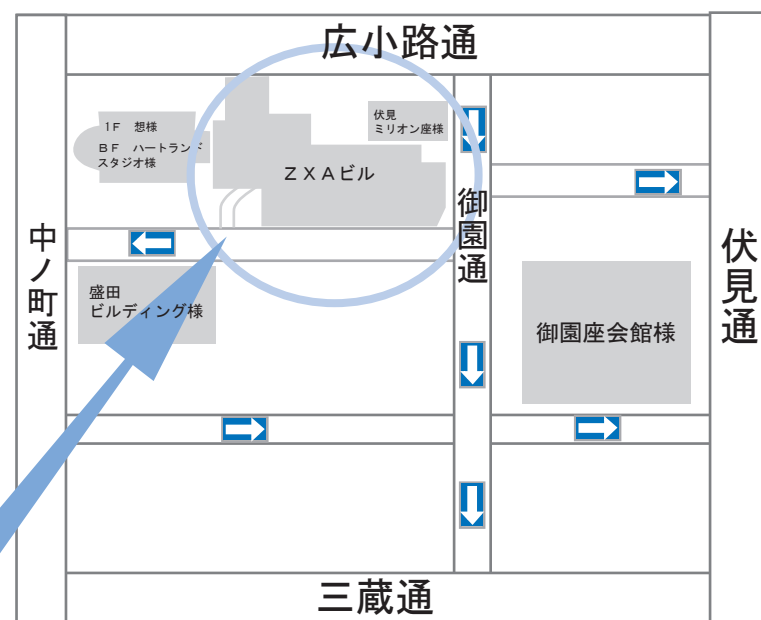 広小路通
1F 想様
BF ハートランド
スタジオ様
伏見
ミリオン座様
ZXAビル
御園通
中ノ町通
伏見通
盛田
ビルディング様
御園座会館様
三蔵通